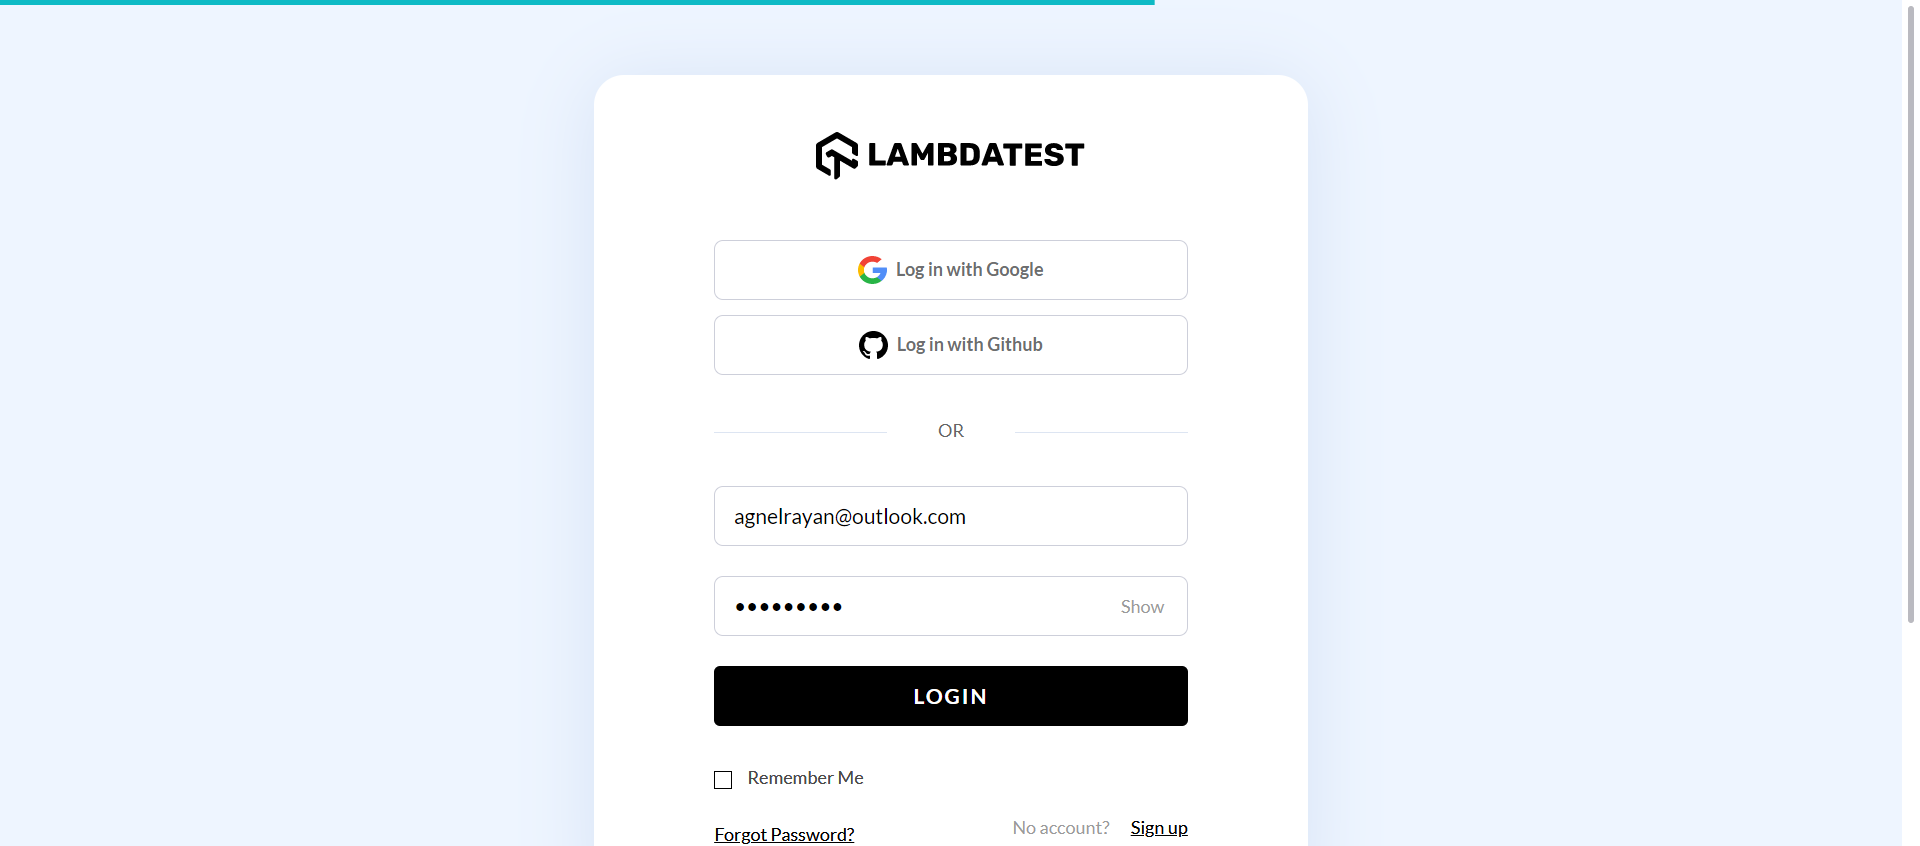 LAMBDATEST
Log in with Google
Log in with Github
OR
agnelrayan@outlook.com
••••••••• Show
LOGIN
Remember Me
Forgot Password? No account? Sign up